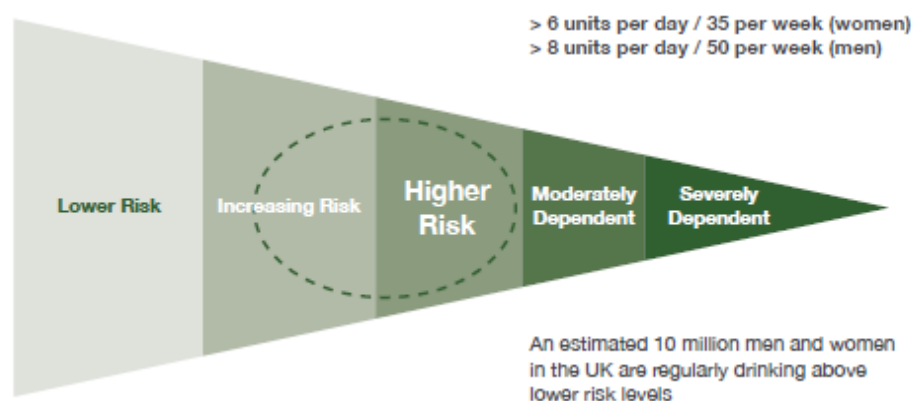 > 6 units per day / 35 per week (women)
> 8 units per day / 50 per week (men)
Lower Risk
Increasing Risk
Higher
Risk
Moderately
Dependent
Severely
Dependent
An estimated 10 million men and women
in the UK are regularly drinking above
lower risk levels